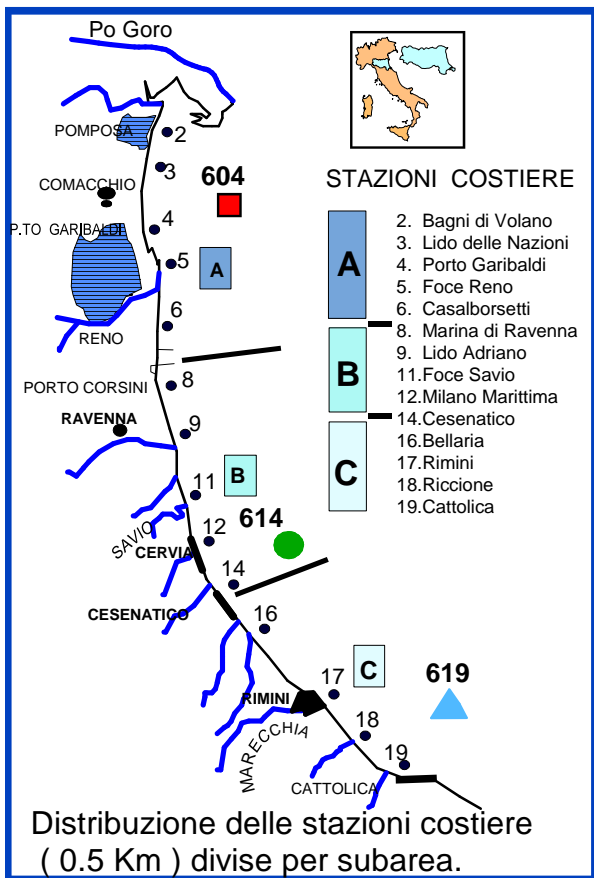 Po Goro
POMPOSA
2
3
COMACCHIO
604
P.TO GARIBALDI
4
5
A
6
RENO
PORTO CORSINI
8
RAVENNA
9
11
B
SAVIO
12
614
CERVIA
14
CESENATICO
16
17
C
619
RIMINI
MARECCHIA
18
19
CATTOLICA
STAZIONI COSTIERE
A
B
C
2. Bagni di Volano
3. Lido delle Nazioni
4. Porto Garibaldi
5. Foce Reno
6. Casalborsetti
8. Marina di Ravenna
9. Lido Adriano
11.Foce Savio
12.Milano Marittima
14.Cesenatico
16.Bellaria
17.Rimini
18.Riccione
19.Cattolica
Distribuzione delle stazioni costiere
( 0.5 Km ) divise per subarea.